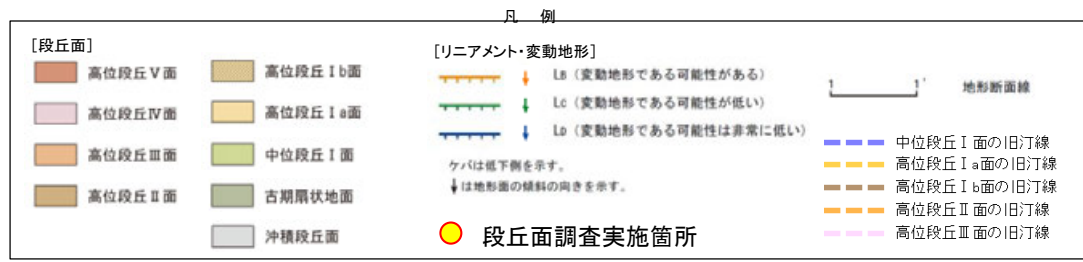 凡 例
[段丘面]
高位段丘Ⅴ面
高位段丘Ⅳ面
高位段丘Ⅲ面
高位段丘Ⅱ面
高位段丘Ⅰb面
高位段丘Ⅰa面
中位段丘Ⅰ面
古期扇状地面
沖積段丘面
[リニアメント・変動地形]
LB (変動地形である可能性がある)
LC (変動地形である可能性が低い)
LD (変動地形である可能性は非常に低い)
ケバは低下側を示す。
↓は地形面の傾斜の向きを示す。
段丘面調査実施箇所
1 1'
地形断面線
中位段丘Ⅰ面の旧汀線
高位段丘Ⅰa面の旧汀線
高位段丘Ⅰb面の旧汀線
高位段丘Ⅱ面の旧汀線
高位段丘Ⅲ面の旧汀線